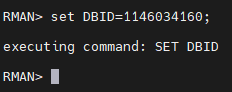 RMAN> set DBID=1146034160;
executing command: SET DBID
RMAN>